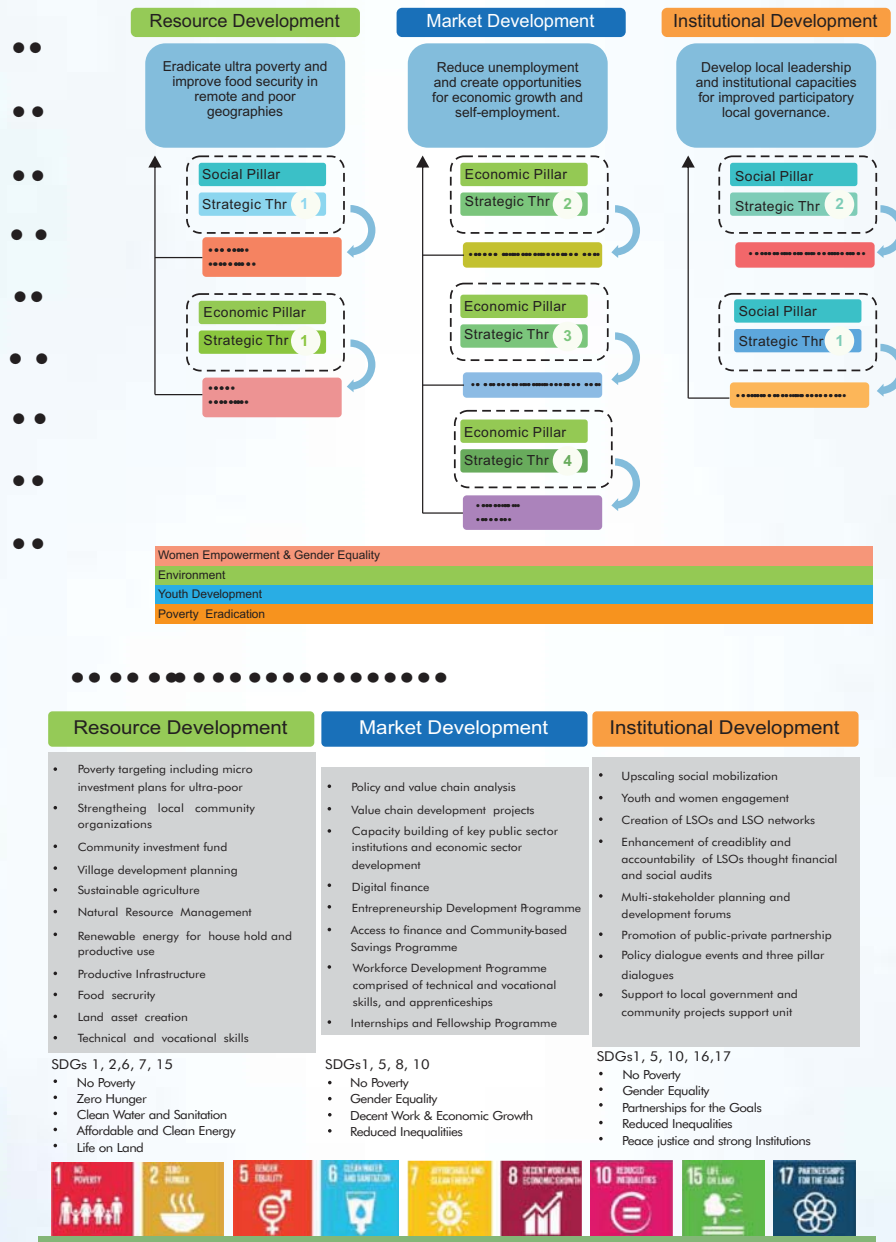 Resource Development
Market Development
Institutional Development
Eradicate ultra poverty and
improve food security in
remote and poor
geographies
Reduce unemployment
and create opportunities
for economic growth and
self-employment.
Develop local leadership
and institutional capacities
for improved participatory
local governance.
Social Pillar
Strategic Thr 1
Economic Pillar
Strategic Thr 1
Economic Pillar
Strategic Thr 2
Economic Pillar
Strategic Thr 3
Economic Pillar
Strategic Thr 4
Social Pillar
Strategic Thr 2
Social Pillar
Strategic Thr 1
Women Empowerment & Gender Equality
Environment
Youth Development
Poverty Eradication
Resource Development
• Poverty targeting including micro
investment plans for ultra-poor
• Strengtheing local community
organizations
• Community investment fund
• Village development planning
• Sustainable agriculture
• Natural Resource Management
• Renewable energy for house hold and
productive use
• Productive Infrastructure
• Food secrurity
• Land asset creation
• Technical and vocational skills
SDGs 1, 2,6, 7, 15
• No Poverty
• Zero Hunger
• Clean Water and Sanitation
• Affordable and Clean Energy
• Life on Land
Market Development
• Policy and value chain analysis
• Value chain development projects
• Capacity building of key public sector
institutions and economic sector
development
• Digital finance
• Entrepreneurship Development Programme
• Access to finance and Community-based
Savings Programme
• Workforce Development Programme
comprised of technical and vocational
skills, and apprenticeships
• Internships and Fellowship Programme
SDGs1, 5, 8, 10
• No Poverty
• Gender Equality
• Decent Work & Economic Growth
• Reduced Inequalitiies
Institutional Development
• Upscaling social mobilization
• Youth and women engagement
• Creation of LSOs and LSO networks
• Enhancement of creadiblity and
accountability of LSOs thought financial
and social audits
• Multi-stakeholder planning and
development forums
• Promotion of public-private partnership
• Policy dialogue events and three pillar
dialogues
• Support to local government and
community projects support unit
SDGs1, 5, 10, 16,17
• No Poverty
• Gender Equality
• Partnerships for the Goals
• Reduced Inequalities
• Peace justice and strong Institutions
1 NO
POVERTY
2 ZERO
HUNGER
5 GENDER
EQUALITY
6 CLEAN WATER
AND SANITATION
7 AFFORDABLE AND
CLEAN ENERGY
8 DECENT WORK AND
ECONOMIC GROWTH
10 REDUCED
INEQUALITIES
15 LIFE
ON LAND
17 PARTNERSHIPS
FOR THE GOALS